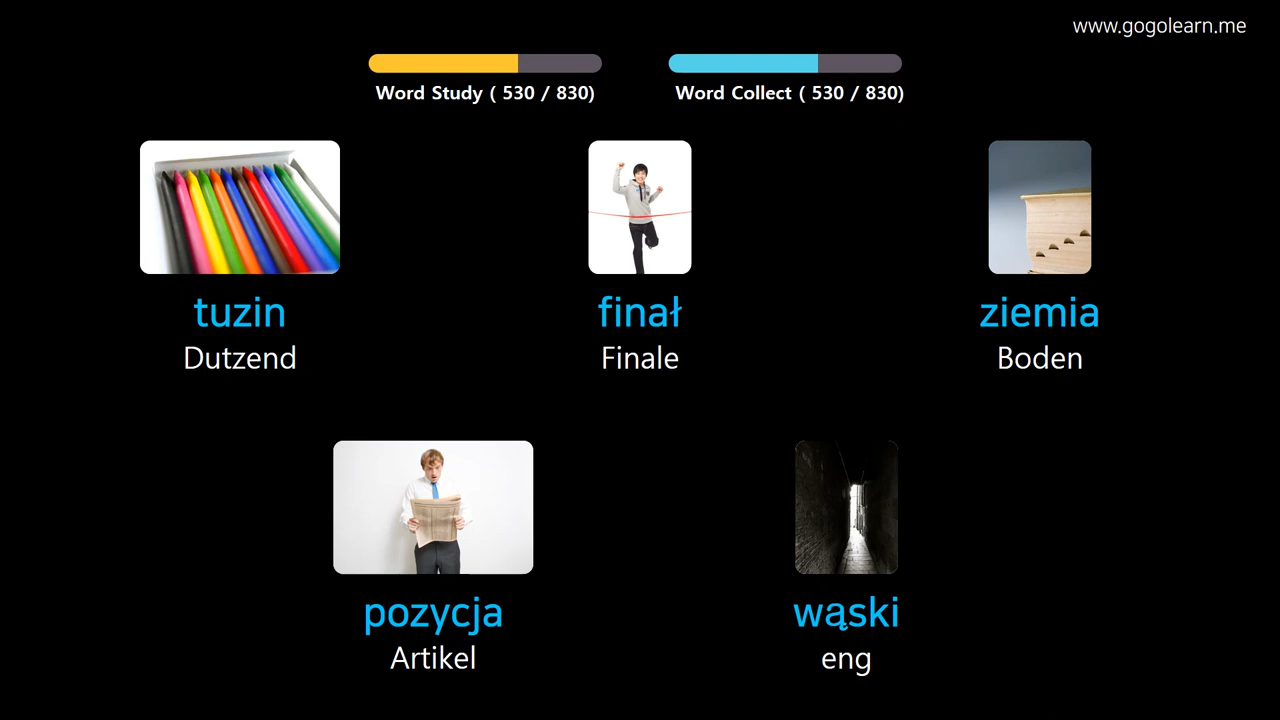 www.gogolearn.me
Word Study ( 530 / 830)
Word Collect ( 530 / 830)
tuzin
Dutzend
finał
Finale
ziemia
Boden
pozycja
Artikel
wąski
eng